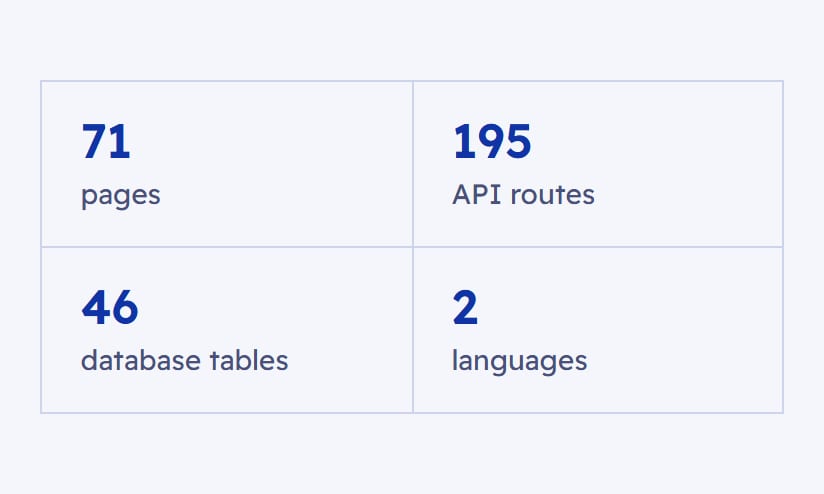 71
pages
195
API routes
46
database tables
2
languages